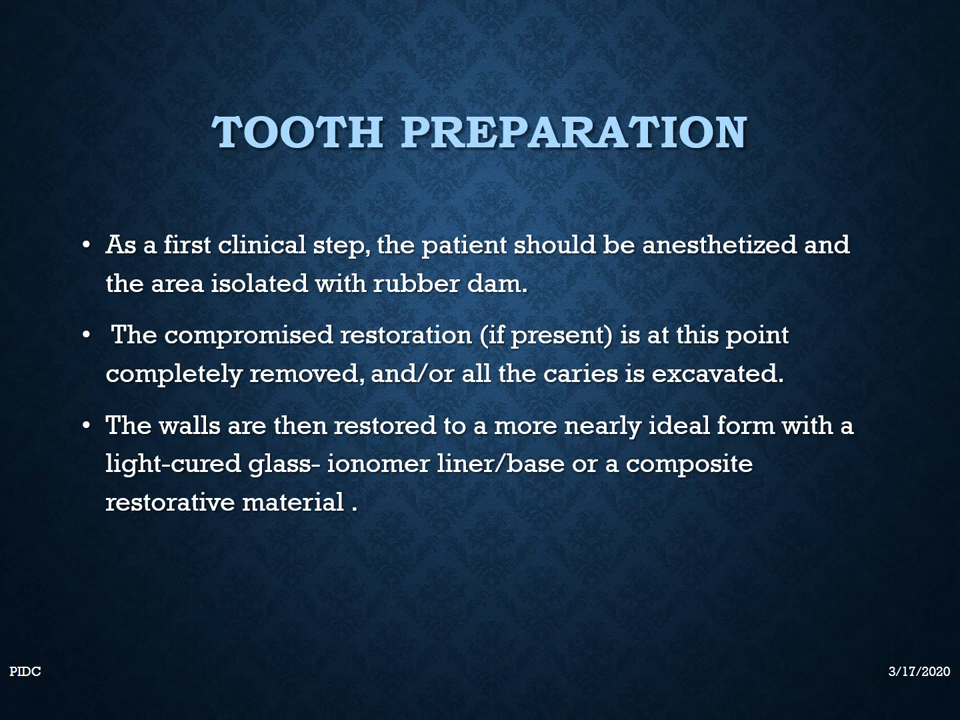 TOOTH PREPARATION
• As a first clinical step, the patient should be anesthetized and
the area isolated with rubber dam.
• The compromised restoration (if present) is at this point
completely removed, and/or all the caries is excavated.
• The walls are then restored to a more nearly ideal form with a
light-cured glass- ionomer liner/base or a composite
restorative material .
PIDC
3/17/2020